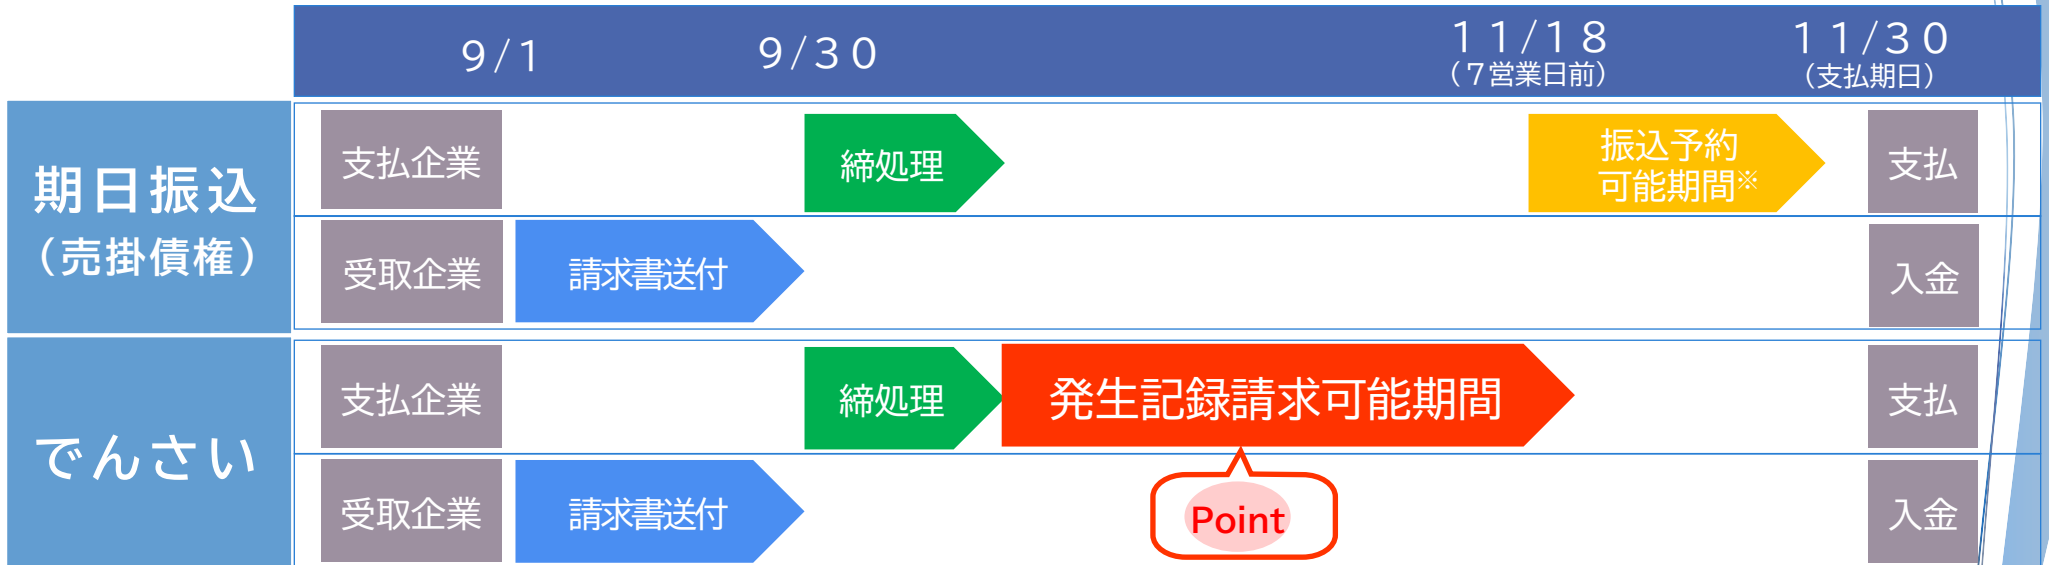 ９/１
９/３０
１１/１８
（７営業日前）
１１/３０
（支払期日）
期日振込
（売掛債権）
支払企業
締処理
振込予約
可能期間※
支払
受取企業
請求書送付
入金
でんさい
支払企業
締処理
発生記録請求可能期間
支払
受取企業
請求書送付
Point
入金